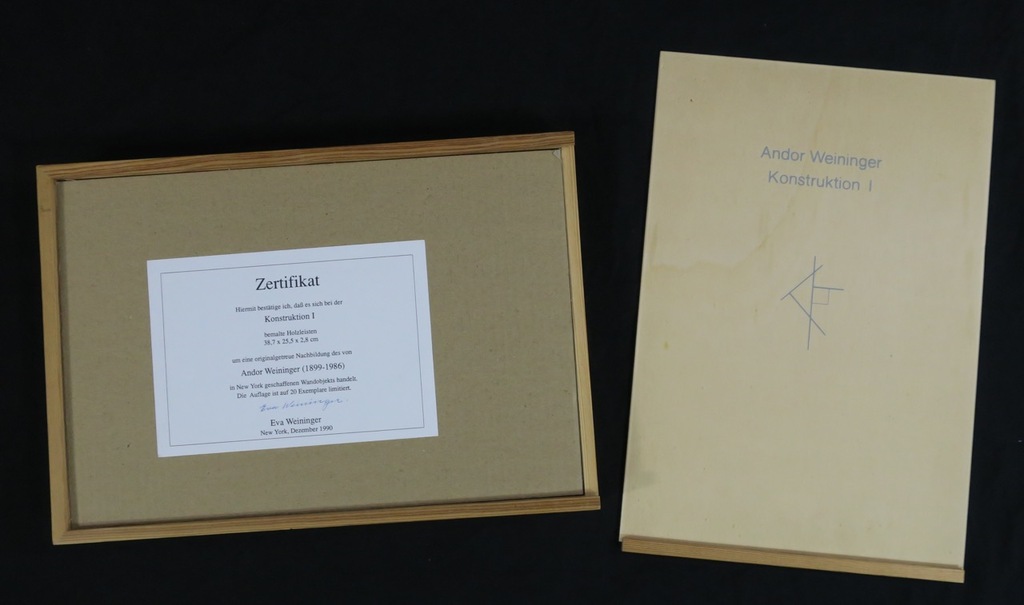 Zertifikat
Hiermit bestätige ich, daß es sich bei der
Konstruktion I
bemalte Holzleisten
38,7 x 25,5 x 2,8 cm
um eine originalgetreue Nachbildung des von
Andor Weininger (1899-1986)
in New York geschaffenen Wandobjekts handelt.
Die Auflage ist auf 20 Exemplare limitiert.
Eva Weininger
Eva Weininger
New York, Dezember 1990
Andor Weininger
Konstruktion I